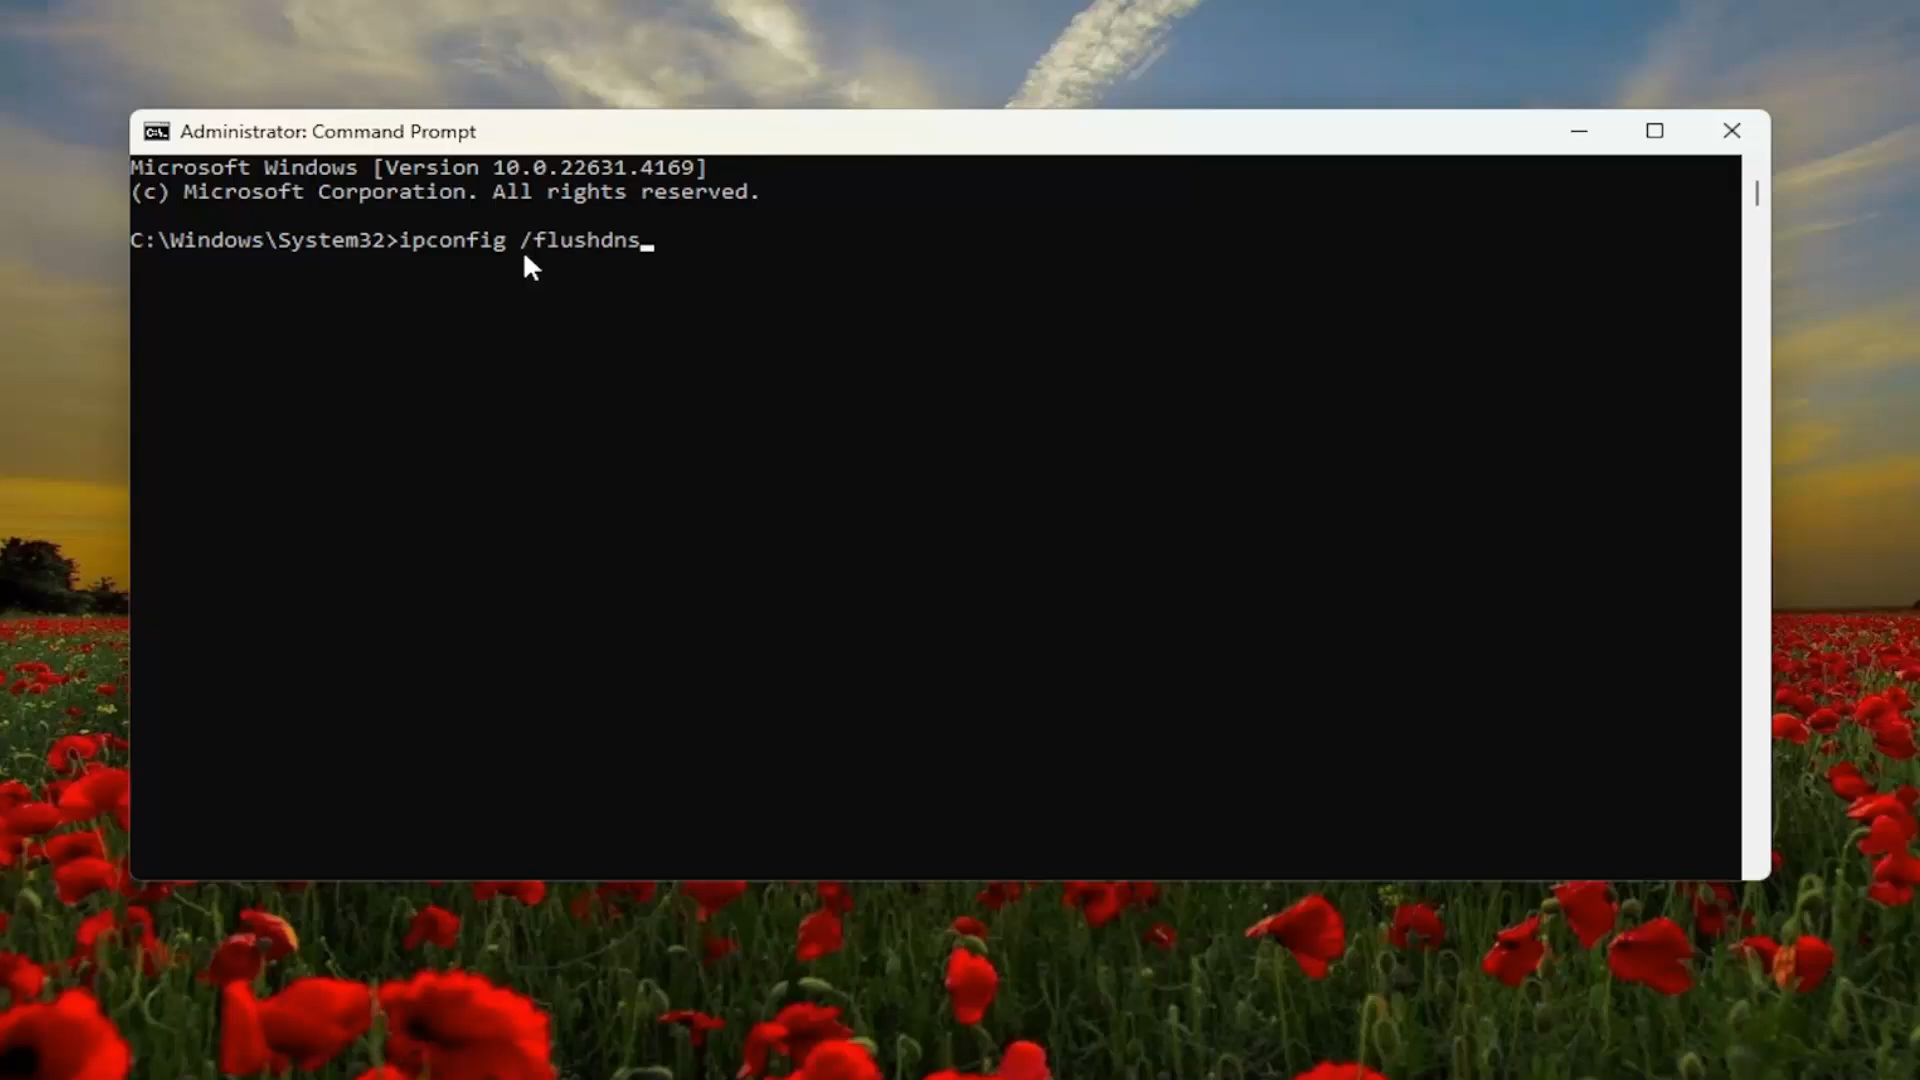 Administrator: Command Prompt
Microsoft Windows [Version 10.0.22631.4169]
(c) Microsoft Corporation. All rights reserved.
C:\Windows\System32>ipconfig /flushdns